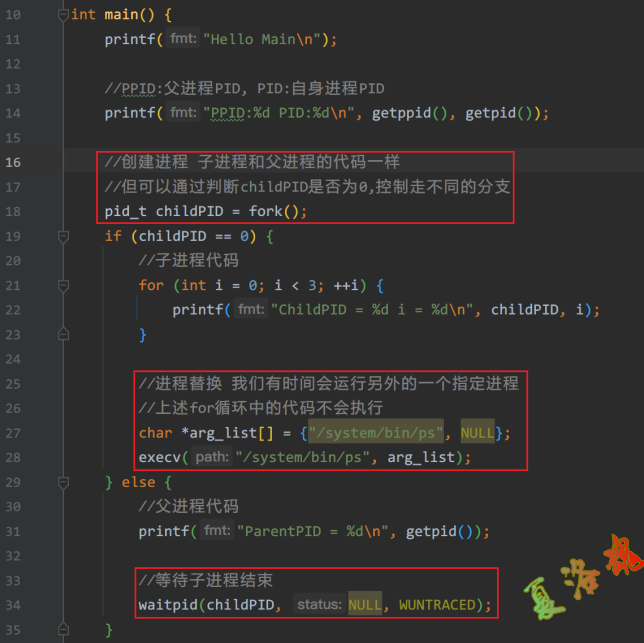 10 int main() {
11 printf( fmt: "Hello Main\n");
12
13 //PPID:父进程PID, PID:自身进程PID
14 printf( fmt: "PPID:%d PID:%d\n", getppid(), getpid());
15
16 //创建进程 子进程和父进程的代码一样
17 //但可以通过判断childPID是否为0,控制走不同的分支
18 pid_t childPID = fork();
19 if (childPID == 0) {
20 //子进程代码
21 for (int i = 0; i < 3; ++i) {
22 printf( fmt: "ChildPID = %d i = %d\n", childPID, i);
23 }
24
25 //进程替换 我们有时间会运行另外的一个指定进程
26 //上述for循环中的代码不会执行
27 char *arg_list[] = {"/system/bin/ps", NULL};
28 execv( path: "/system/bin/ps", arg_list);
29 } else {
30 //父进程代码
31 printf( fmt: "ParentPID = %d\n", getpid());
32
33 //等待子进程结束
34 waitpid(childPID, status: NULL, WUNTRACED);
35 }
夏洛魂